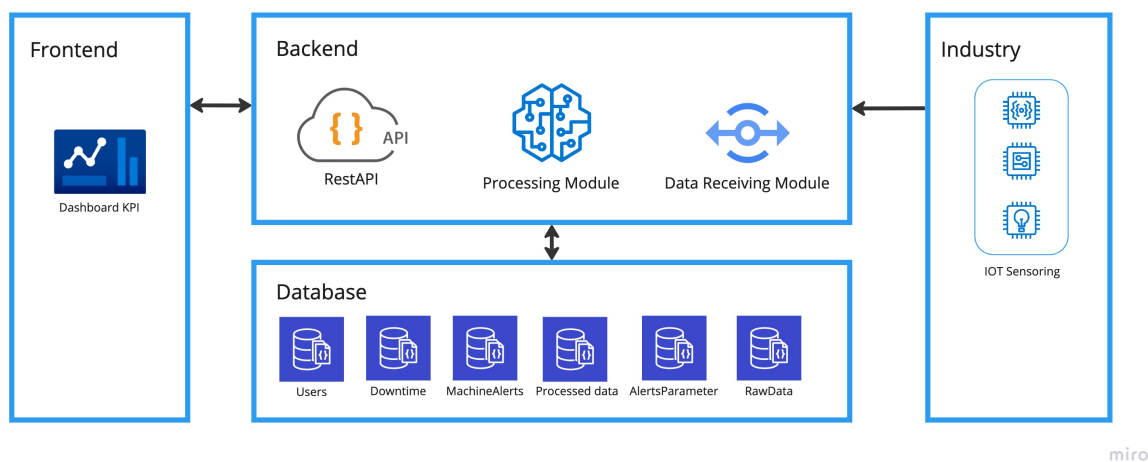 Frontend
Dashboard KPI
Backend
{ } API
RestAPI
Processing Module
Data Receiving Module
Database
Users
Downtime
MachineAlerts
Processed data
AlertsParameter
RawData
Industry
IOT Sensoring
miro